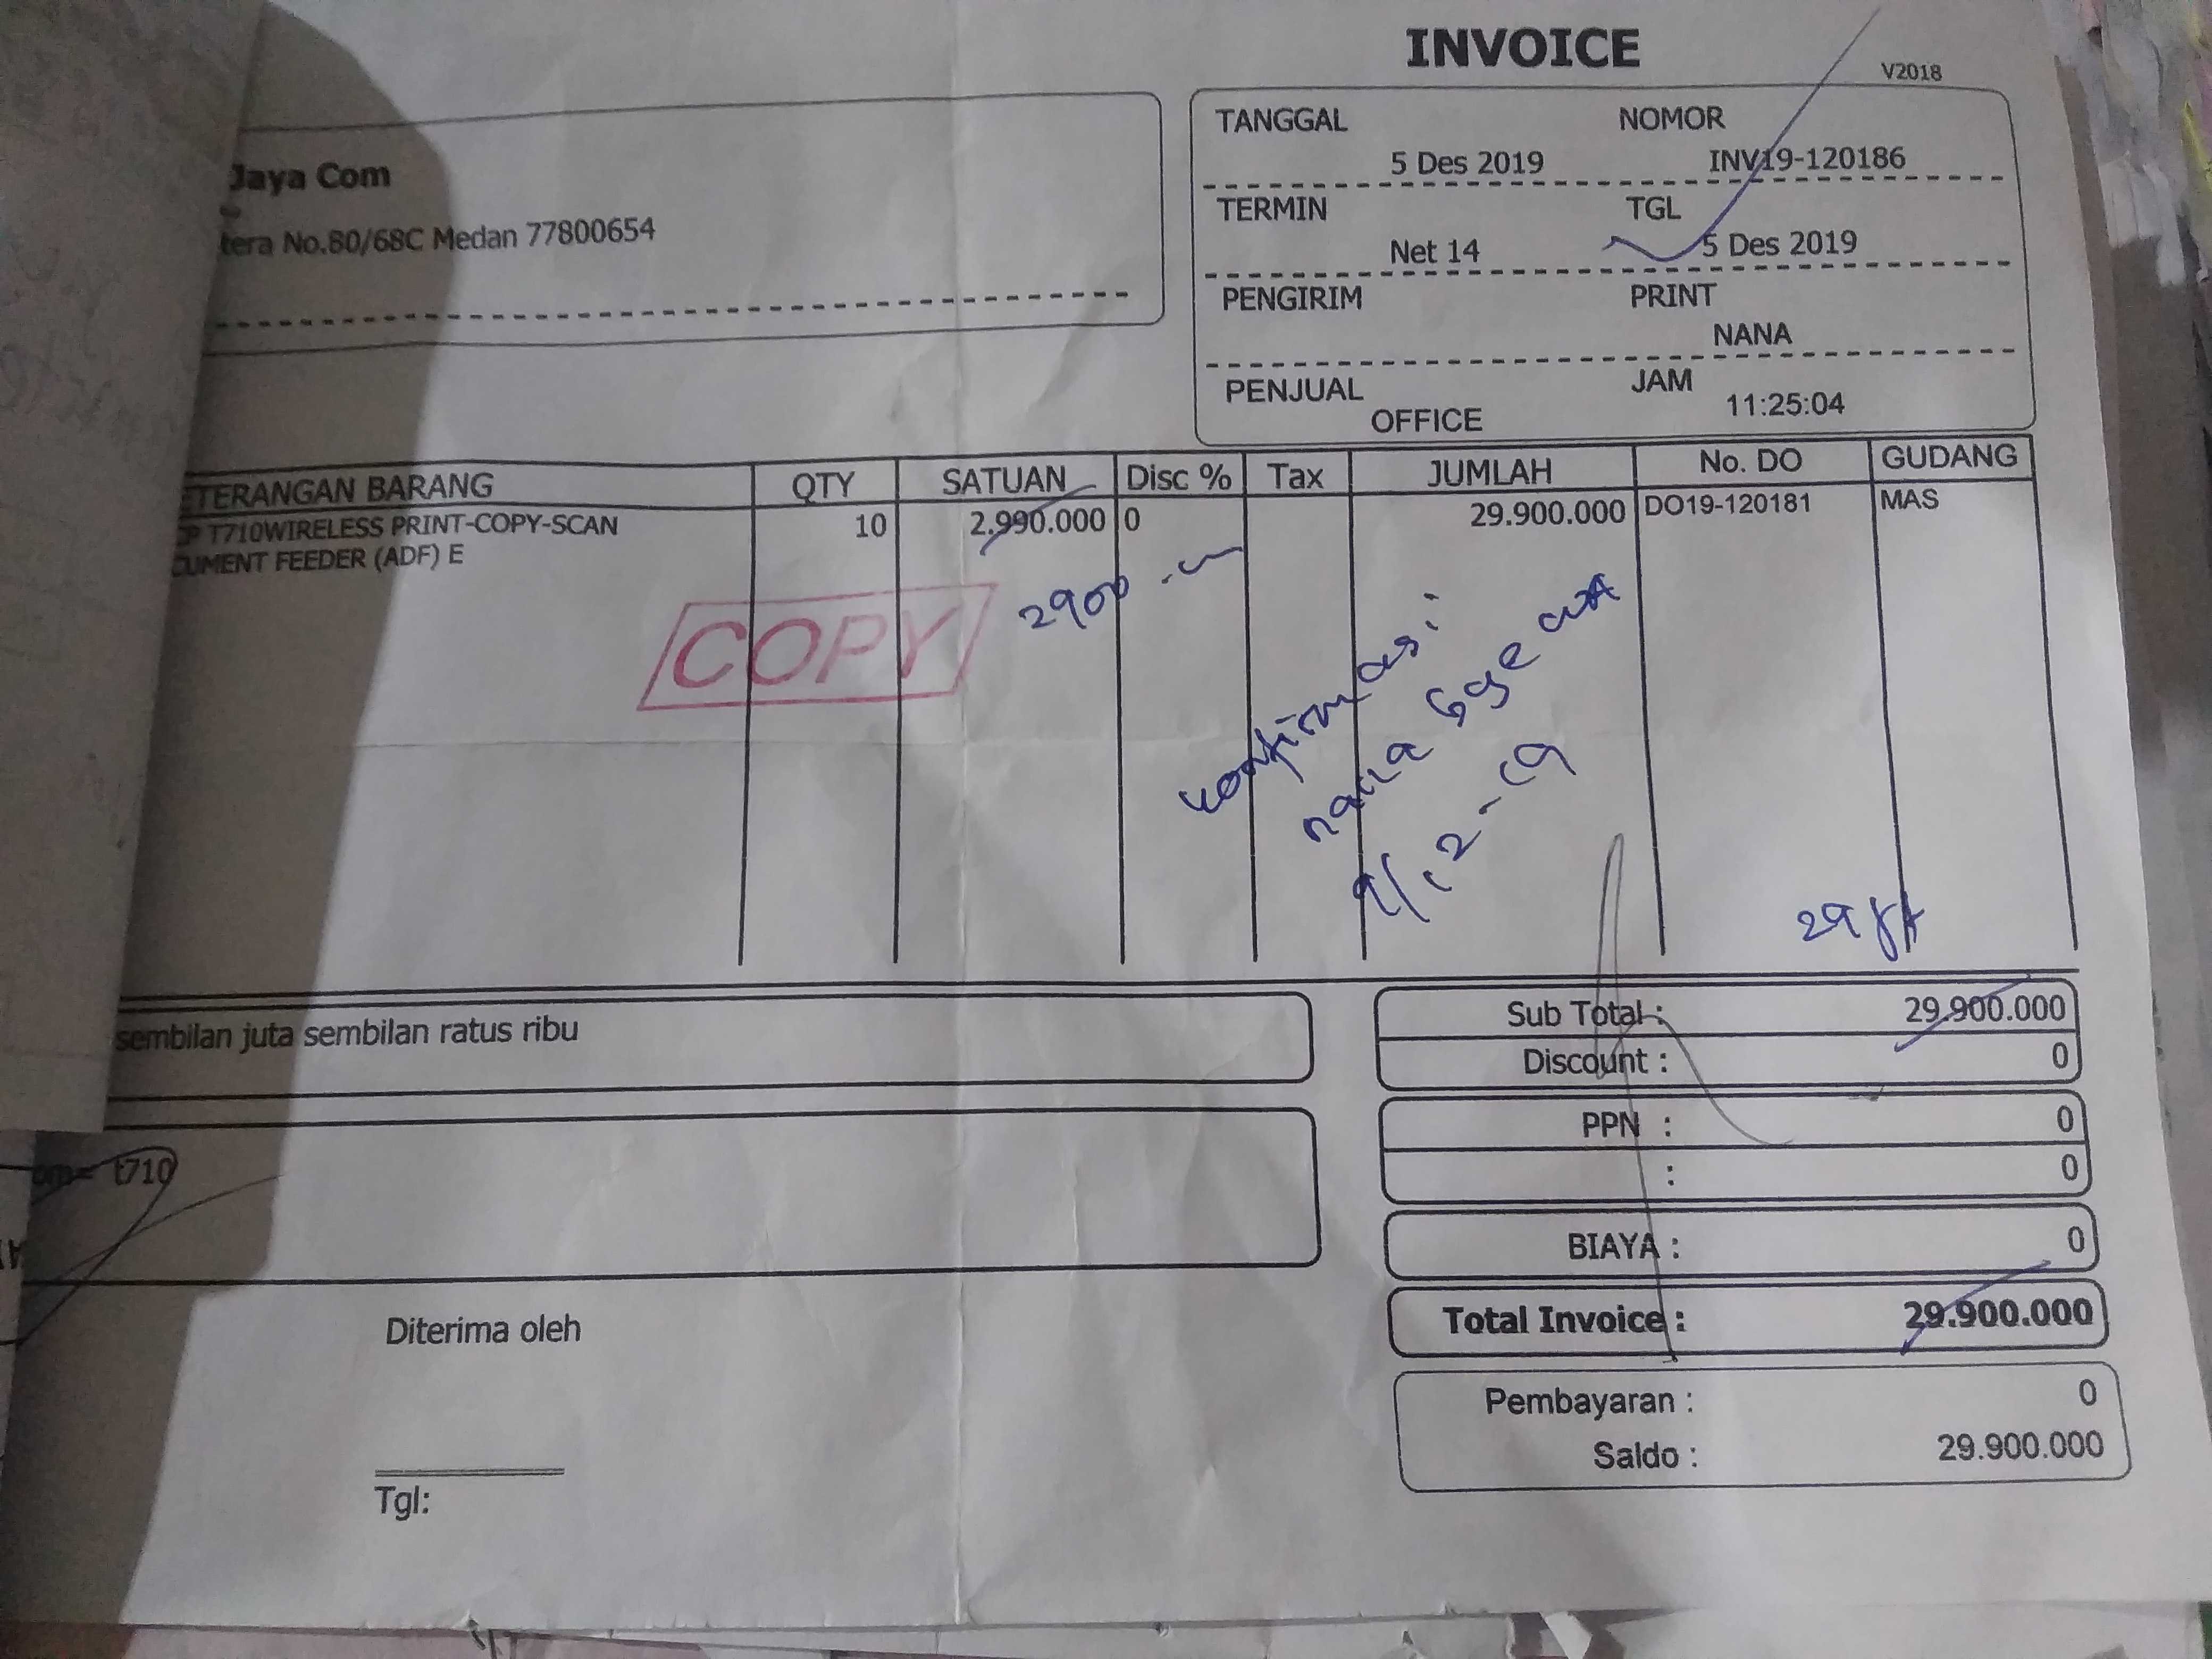 INVOICE
V2018
Jaya Com
tera No.80/68C Medan 77800654
TANGGAL NOMOR
5 Des 2019 INV19-120186
TERMIN TGL
Net 14 5 Des 2019
PENGIRIM PRINT
NANA
PENJUAL JAM
OFFICE 11:25:04
TERANGAN BARANG QTY SATUAN Disc % Tax JUMLAH No. DO GUDANG
P T710WIRELESS PRINT-COPY-SCAN 10 2.990.000 0 29.900.000 DO19-120181 MAS
CUMENT FEEDER (ADF) E
2900
COPY
konfirmasi
9/12-19
29 jt
sembilan juta sembilan ratus ribu
Sub Total : 29.900.000
Discount : 0
PPN : 0
: 0
BIAYA : 0
Total Invoice : 29.900.000
Pembayaran : 0
Saldo : 29.900.000
t710
Diterima oleh
Tgl: